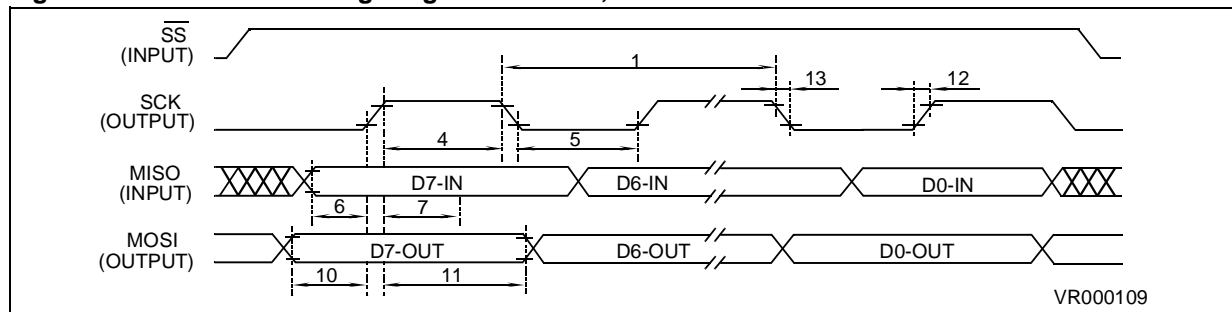 SS
(INPUT)
1
13
12
SCK
(OUTPUT)
4
5
MISO
(INPUT)
D7-IN
D6-IN
D0-IN
6
7
MOSI
(OUTPUT)
D7-OUT
D6-OUT
D0-OUT
10
11
VR000109